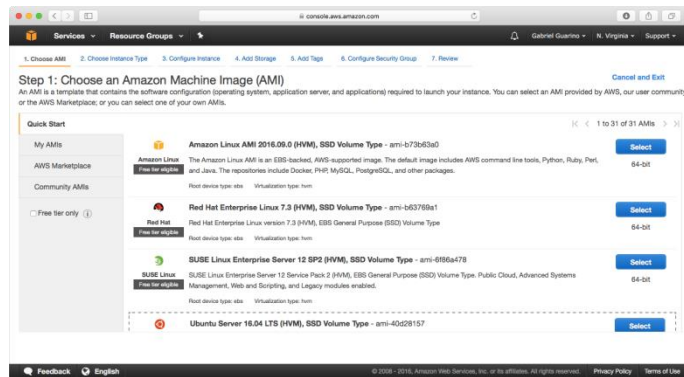 console.aws.amazon.com
Services Resource Groups Gabriel Guarino N. Virginia Support
1. Choose AMI 2. Choose Instance Type 3. Configure Instance 4. Add Storage 5. Add Tags 6. Configure Security Group 7. Review
Step 1: Choose an Amazon Machine Image (AMI) Cancel and Exit
An AMI is a template that contains the software configuration (operating system, application server, and applications) required to launch your instance. You can select an AMI provided by AWS, our user community,
or the AWS Marketplace; or you can select one of your own AMIs.
Quick Start 1 to 31 of 31 AMIs
My AMIs
AWS Marketplace
Community AMIs
Free tier only
Amazon Linux
Free tier eligible
Amazon Linux AMI 2016.09.0 (HVM), SSD Volume Type - ami-b73b63a0
The Amazon Linux AMI is an EBS-backed, AWS-supported image. The default image includes AWS command line tools, Python, Ruby, Perl,
and Java. The repositories include Docker, PHP, MySQL, PostgreSQL, and other packages.
Root device type: ebs Virtualization type: hvm
Select
64-bit
Red Hat
Free tier eligible
Red Hat Enterprise Linux 7.3 (HVM), SSD Volume Type - ami-b63769a1
Red Hat Enterprise Linux version 7.3 (HVM), EBS General Purpose (SSD) Volume Type
Root device type: ebs Virtualization type: hvm
Select
64-bit
SUSE Linux
Free tier eligible
SUSE Linux Enterprise Server 12 SP2 (HVM), SSD Volume Type - ami-6f86a478
SUSE Linux Enterprise Server 12 Service Pack 2 (HVM), EBS General Purpose (SSD) Volume Type. Public Cloud, Advanced Systems
Management, Web and Scripting, and Legacy modules enabled.
Root device type: ebs Virtualization type: hvm
Select
64-bit
Ubuntu Server 16.04 LTS (HVM), SSD Volume Type - ami-40d28157
Select
Feedback English © 2008 - 2016, Amazon Web Services, Inc. or its affiliates. All rights reserved. Privacy Policy Terms of Use